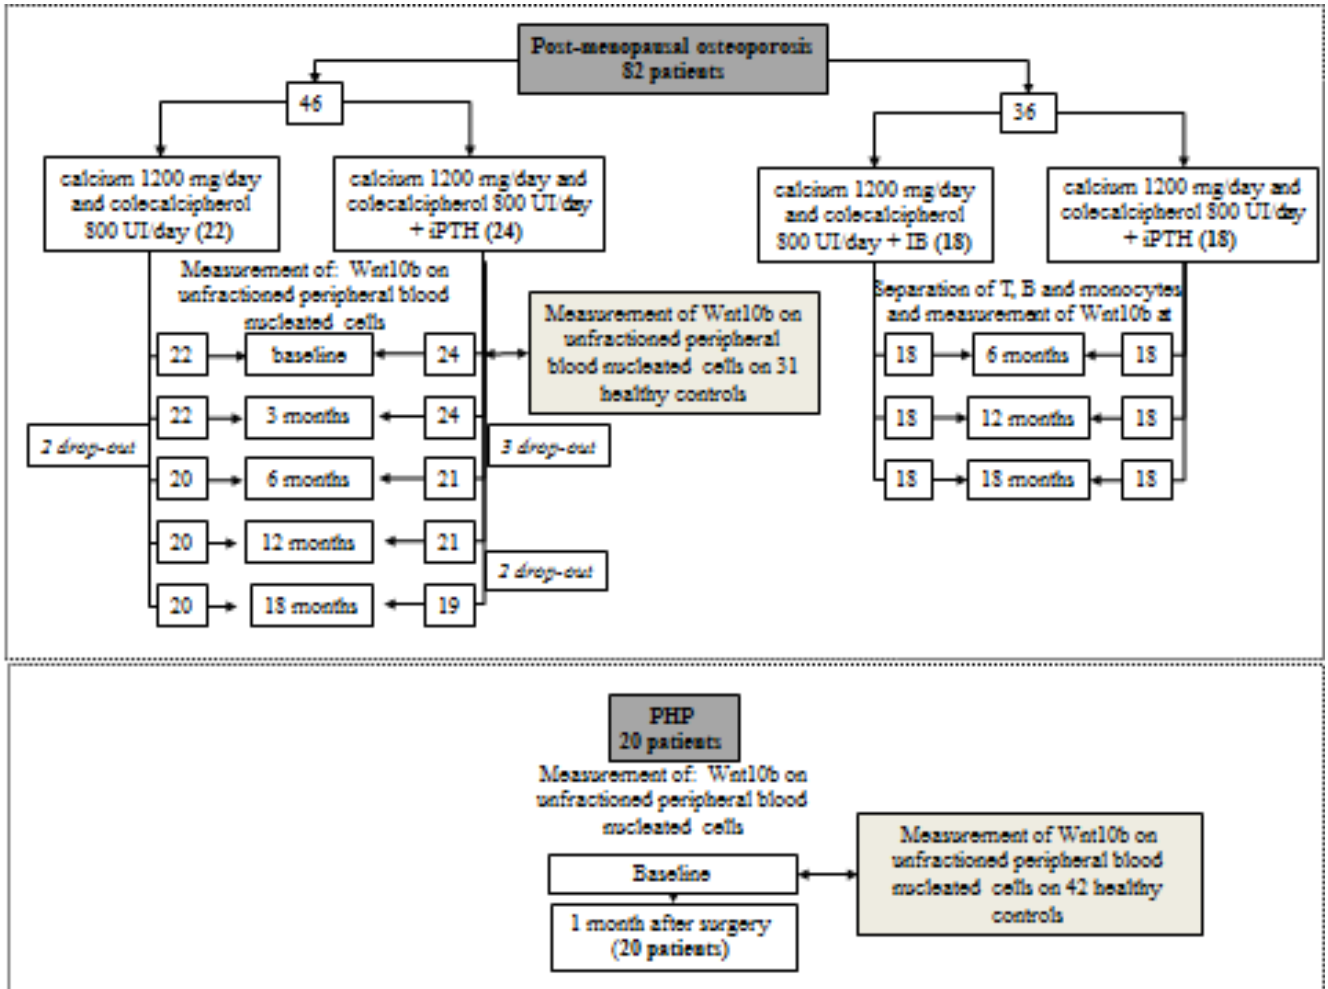 Post-menopausal osteoporosis
82 patients
46
36
calcium 1200 mg/day
and colecalcipherol
800 UI/day (22)
calcium 1200 mg/day and
colecalcipherol 800 UI/day
+ iPTH (24)
calcium 1200 mg/day
and colecalcipherol
800 UI/day + IB (18)
calcium 1200 mg/day and
colecalcipherol 800 UI/day
+ iPTH (18)
Measurement of: Wnt10b on
unfractioned peripheral blood
nucleated cells
Measurement of Wnt10b on
unfractioned peripheral
blood nucleated cells on 31
healthy controls
Separation of T, B and monocytes
and measurement of Wnt10b at
22 baseline 24
22 3 months 24
2 drop-out
3 drop-out
20 6 months 21
20 12 months 21
2 drop-out
20 18 months 19
18 6 months 18
18 12 months 18
18 18 months 18
PHP
20 patients
Measurement of: Wnt10b on
unfractioned peripheral blood
nucleated cells
Baseline
1 month after surgery
(20 patients)
Measurement of Wnt10b on
unfractioned peripheral blood
nucleated cells on 42 healthy
controls